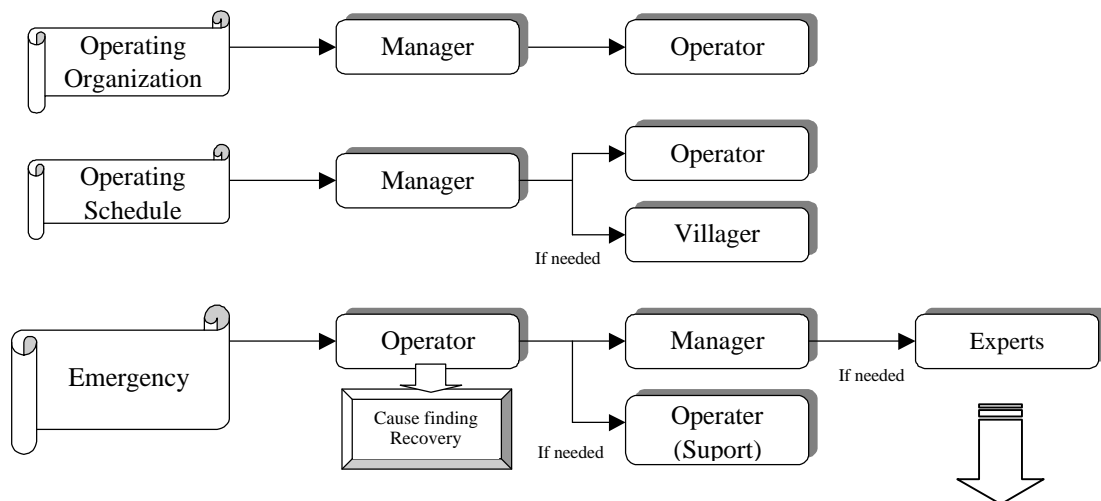 Operating
Organization
Manager
Operator
Operating
Schedule
Manager
Operator
Villager
If needed
Emergency
Operator
Manager
Experts
If needed
Cause finding
Recovery
Operater
(Suport)
If needed